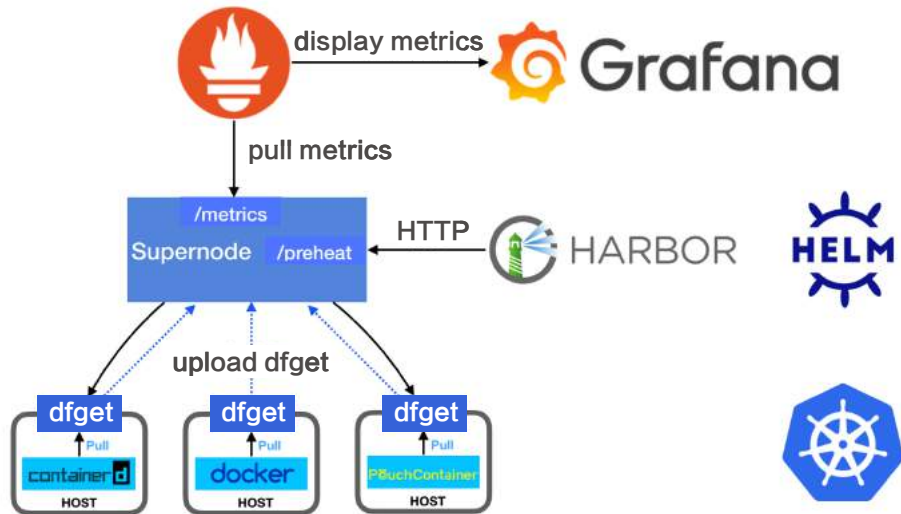 display metrics
Grafana
pull metrics
/metrics
HTTP
Supernode
/preheat
HARBOR
HELM
upload dfget
dfget
dfget
dfget
Pull
Pull
Pull
containerd
docker
PouchContainer
HOST
HOST
HOST